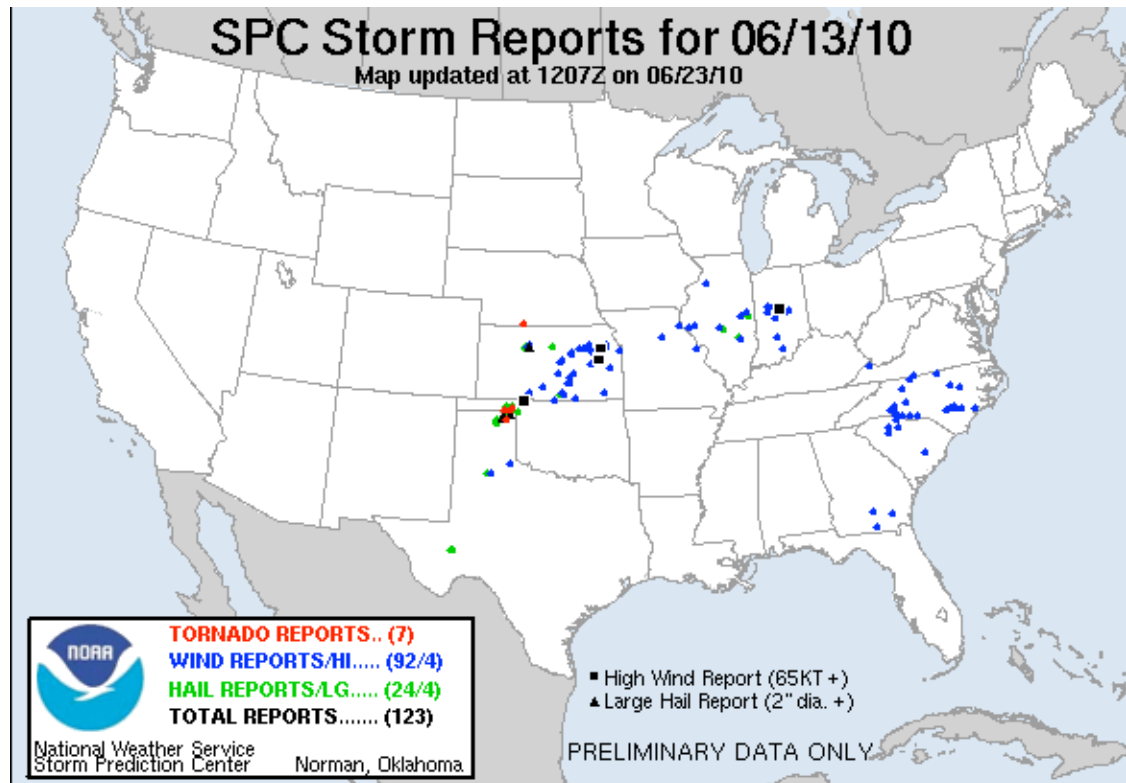 SPC Storm Reports for 06/13/10
Map updated at 1207Z on 06/23/10
NOAA
TORNADO REPORTS.. (7)
WIND REPORTS/HI..... (92/4)
HAIL REPORTS/LG..... (24/4)
TOTAL REPORTS....... (123)
National Weather Service
Storm Prediction Center Norman, Oklahoma
High Wind Report (65KT +)
Large Hail Report (2" dia. +)
PRELIMINARY DATA ONLY